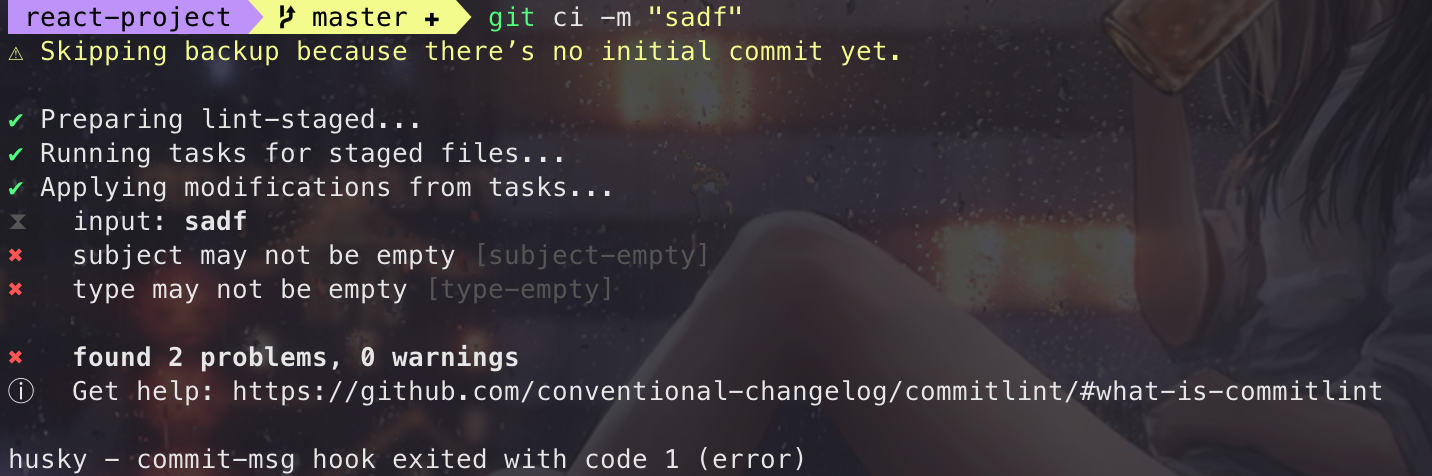 react-project master + git ci -m "sadf"
⚠ Skipping backup because there’s no initial commit yet.
✔ Preparing lint-staged...
✔ Running tasks for staged files...
✔ Applying modifications from tasks...
⧗ input: sadf
✖ subject may not be empty [subject-empty]
✖ type may not be empty [type-empty]
✖ found 2 problems, 0 warnings
ⓘ Get help: https://github.com/conventional-changelog/commitlint/#what-is-commitlint
husky - commit-msg hook exited with code 1 (error)